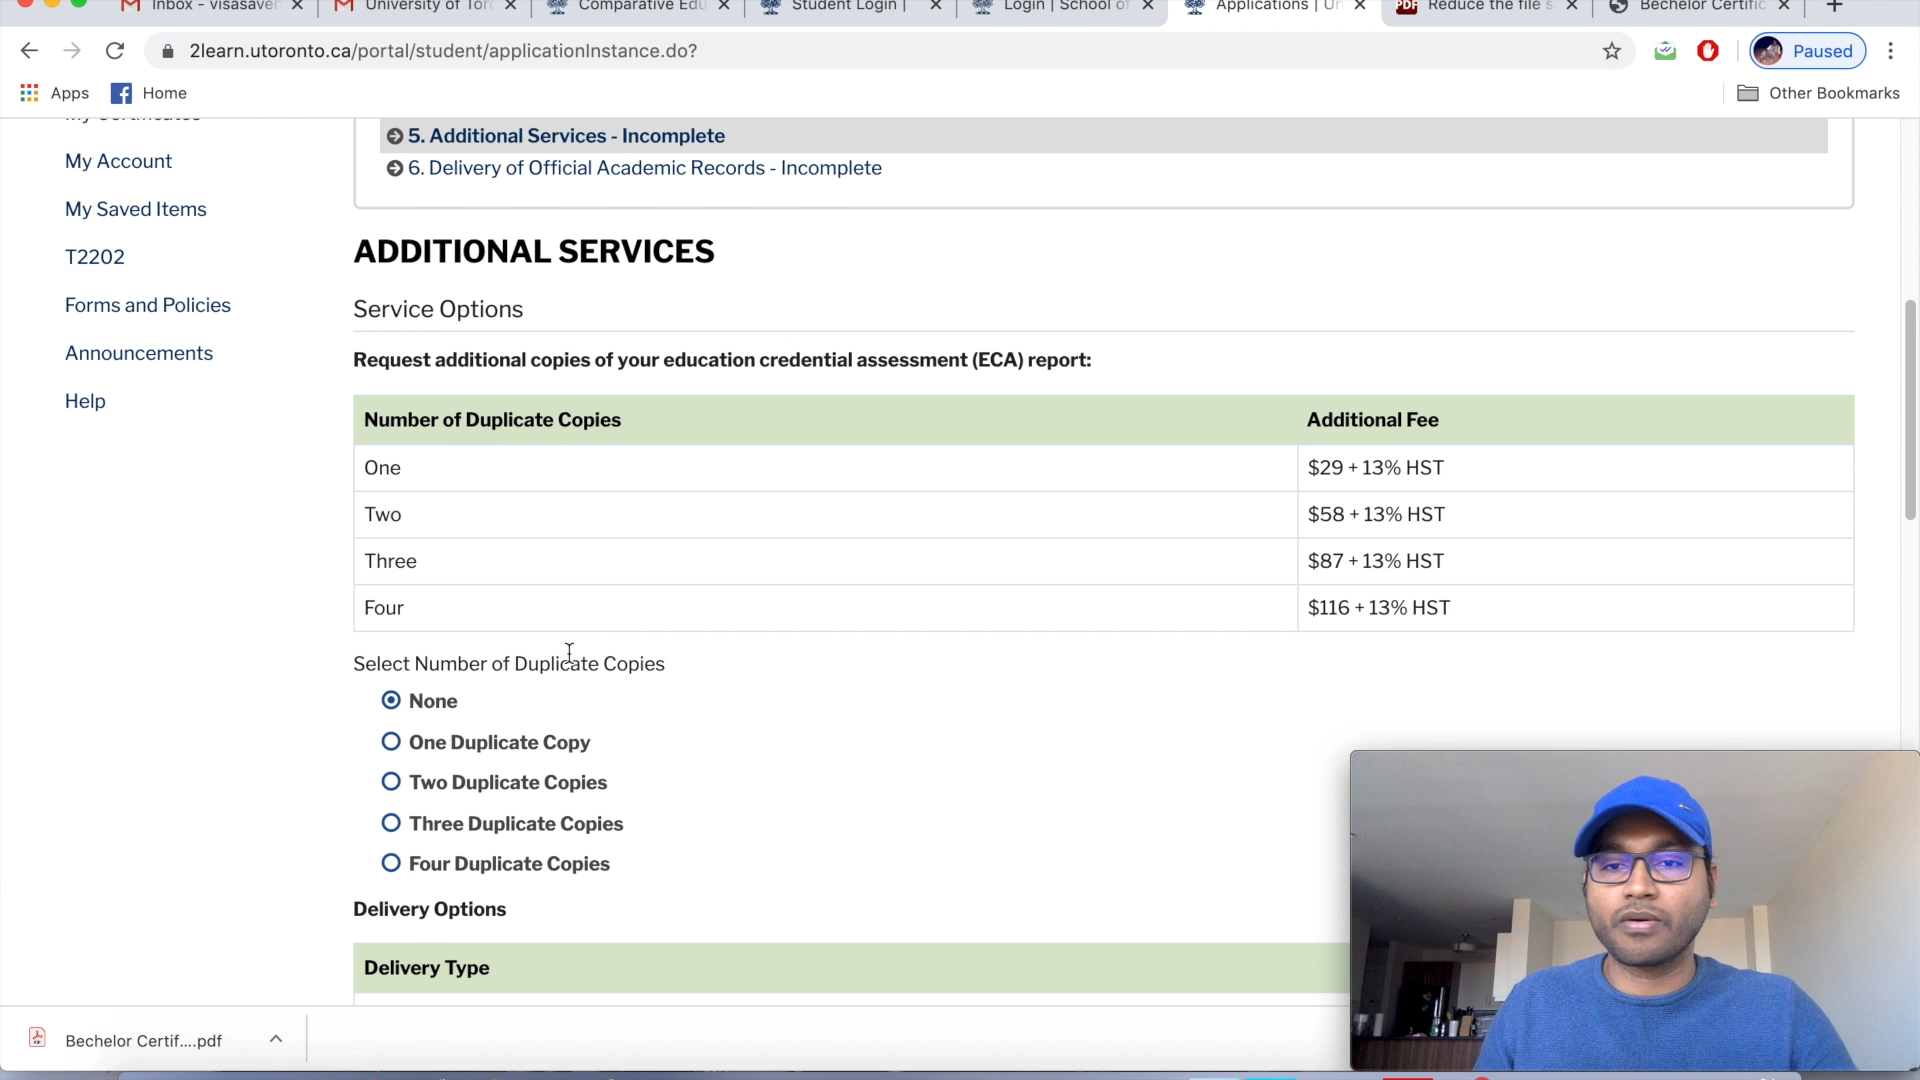 Inbox - visasaver
University of Toro
Comparative Edu
Student Login |
Login | School of
Applications | Un
PDF Reduce the file s
Bechelor Certific
2learn.utoronto.ca/portal/student/applicationInstance.do?
Paused
Apps
Home
Other Bookmarks
My Certificates
My Account
My Saved Items
T2202
Forms and Policies
Announcements
Help
5. Additional Services - Incomplete
6. Delivery of Official Academic Records - Incomplete
ADDITIONAL SERVICES
Service Options
Request additional copies of your education credential assessment (ECA) report:
Number of Duplicate Copies Additional Fee
One $29 + 13% HST
Two $58 + 13% HST
Three $87 + 13% HST
Four $116 + 13% HST
Select Number of Duplicate Copies
None
One Duplicate Copy
Two Duplicate Copies
Three Duplicate Copies
Four Duplicate Copies
Delivery Options
Delivery Type
Bechelor Certif....pdf